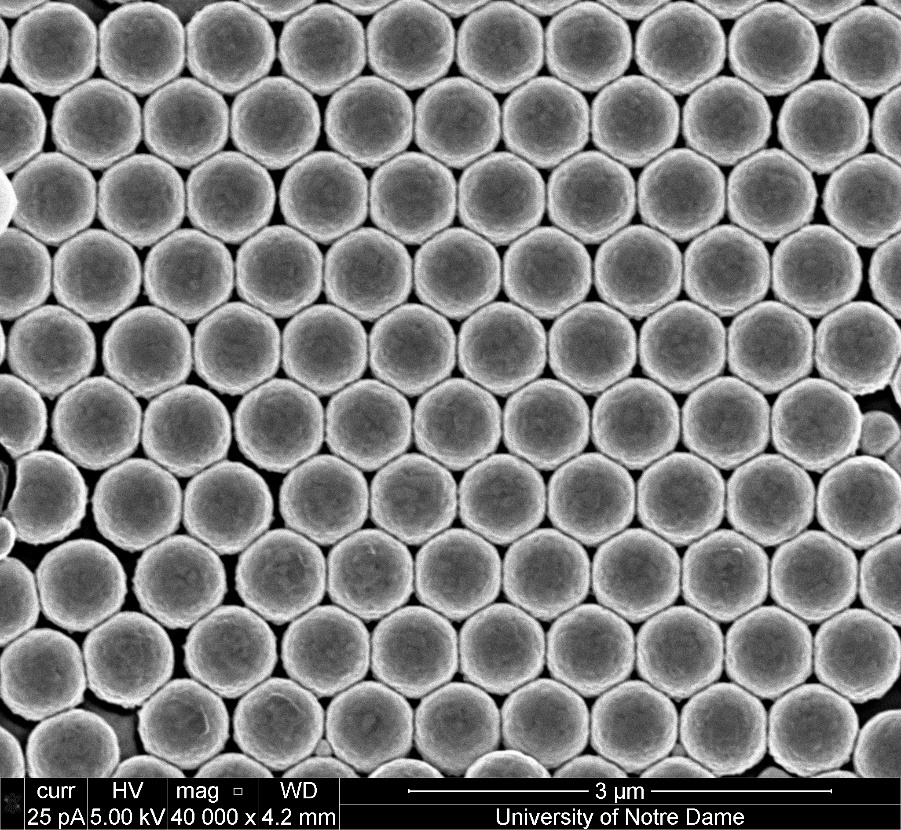 curr HV mag □ WD 3 µm
25 pA 5.00 kV 40 000 x 4.2 mm University of Notre Dame